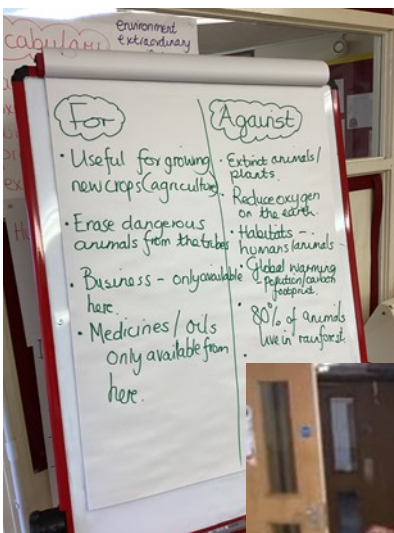 environment
extraordinary
cabulary
For
• Useful for growing
new crops (agriculture)
• Erase dangerous
animals from the tribes
• Business - only available
here.
• Medicines/oils
only available from
here.
Against
• Extinct animals/
plants.
• Reduce oxygen
on the earth.
• Habitats -
humans/animals -
• Global warming
- Pollution/carbon
footprint.
• 80% of animals
live in rainforest.
•